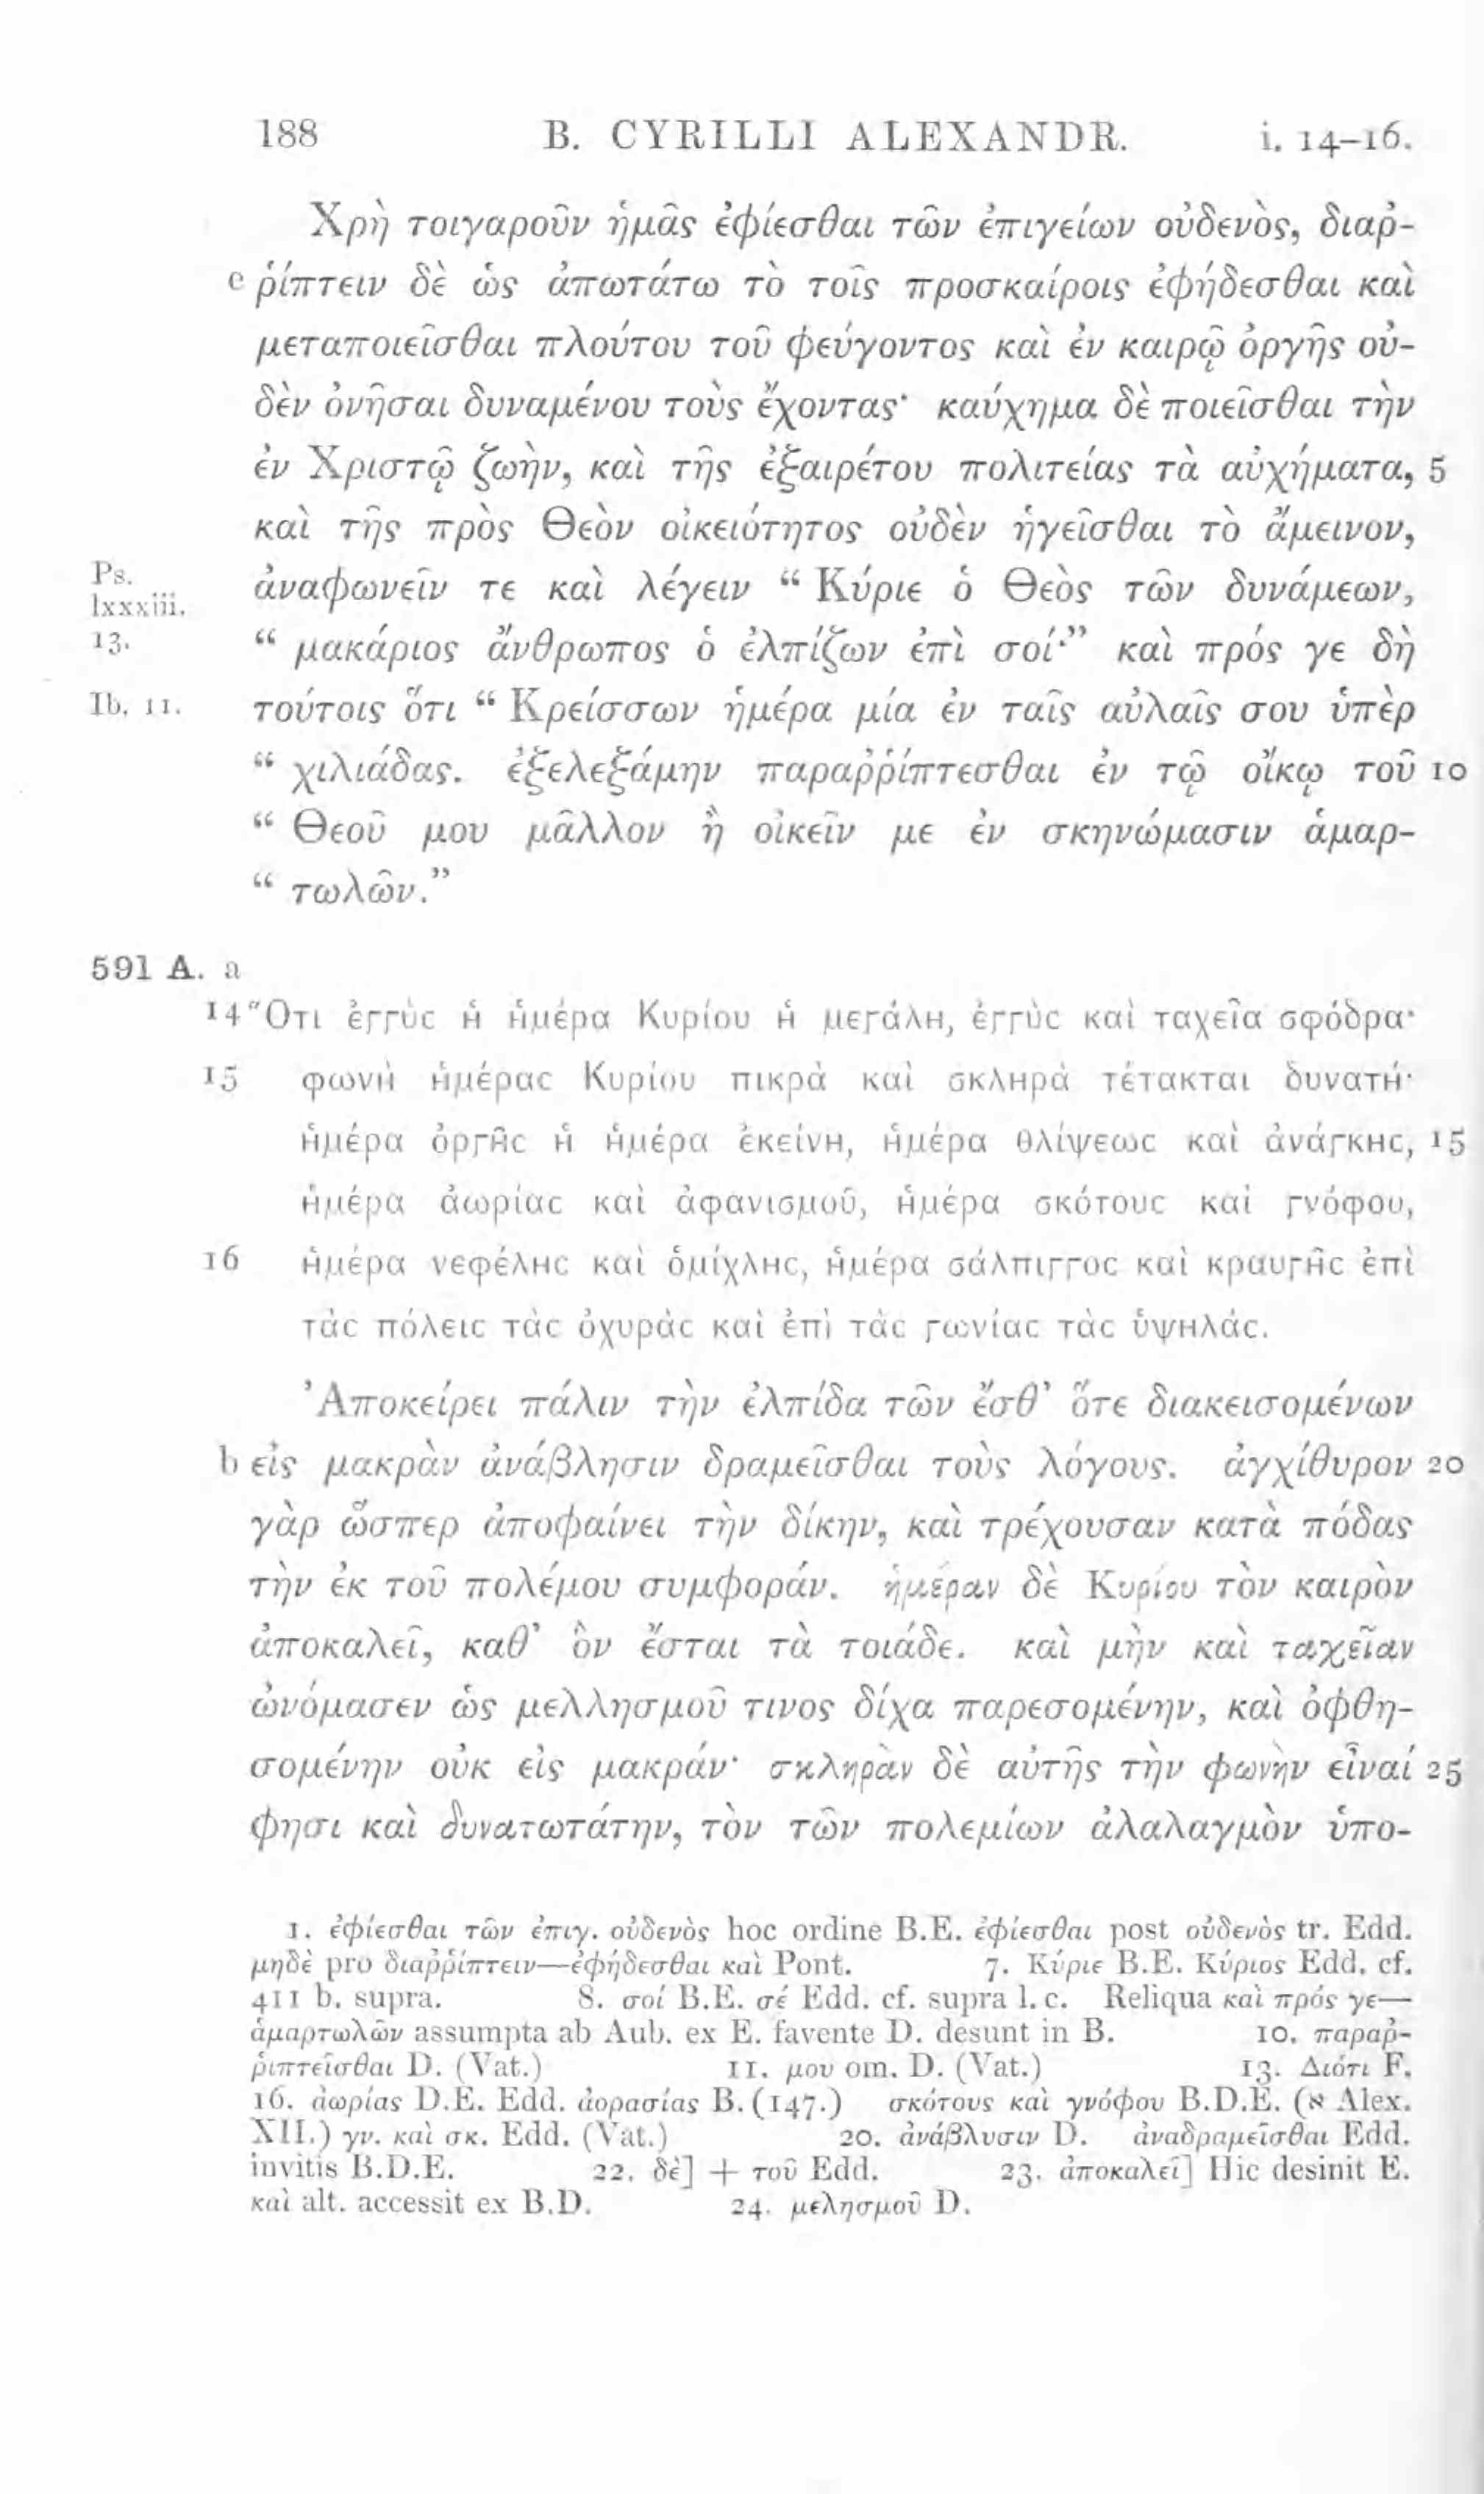 188 B. CYRILLI ALEXANDR. i. 14–16.
Χρὴ τοιγαροῦν ἡμᾶς ἐφίεσθαι τῶν ἐπιγείων οὐδενὸς, διαῤ-
c ῥίπτειν δὲ ὡς ἀπωτάτω τὸ τοῖς προσκαίροις ἐφήδεσθαι καὶ
μεταποιεῖσθαι πλούτου τοῦ φεύγοντος καὶ ἐν καιρῷ ὀργῆς οὐ-
δὲν ὀνῆσαι δυναμένου τοὺς ἔχοντας· καύχημα δὲ ποιεῖσθαι τὴν
ἐν Χριστῷ ζωὴν, καὶ τῆς ἐξαιρέτου πολιτείας τὰ αὐχήματα, 5
καὶ τῆς πρὸς Θεὸν οἰκειότητος οὐδὲν ἡγεῖσθαι τὸ ἄμεινον,
Ps. lxxxiii. 13. ἀναφωνεῖν τε καὶ λέγειν “ Κύριε ὁ Θεὸς τῶν δυνάμεων,
“ μακάριος ἄνθρωπος ὁ ἐλπίζων ἐπὶ σοί·” καὶ πρός γε δὴ
Ib. 11. τούτοις ὅτι “ Κρείσσων ἡμέρα μία ἐν ταῖς αὐλαῖς σου ὑπὲρ
“ χιλιάδας. ἐξελεξάμην παραῤῥίπτεσθαι ἐν τῷ οἴκῳ τοῦ 10
“ Θεοῦ μου μᾶλλον ἢ οἰκεῖν με ἐν σκηνώμασιν ἁμαρ-
“ τωλῶν.”
591 A. a
14 Ὅτι ἐγγὺς ἡ ἡμέρα Κυρίου ἡ μεγάλη, ἐγγὺς καὶ ταχεῖα σφόδρα·
15 φωνὴ ἡμέρας Κυρίου πικρὰ καὶ σκληρὰ τέτακται δυνατή·
ἡμέρα ὀργῆς ἡ ἡμέρα ἐκείνη, ἡμέρα θλίψεως καὶ ἀνάγκης, 15
ἡμέρα ἀωρίας καὶ ἀφανισμοῦ, ἡμέρα σκότους καὶ γνόφου,
16 ἡμέρα νεφέλης καὶ ὁμίχλης, ἡμέρα σάλπιγγος καὶ κραυγῆς ἐπὶ
τὰς πόλεις τὰς ὀχυρὰς καὶ ἐπὶ τὰς γωνίας τὰς ὑψηλάς.
Ἀποκείρει πάλιν τὴν ἐλπίδα τῶν ἔσθ’ ὅτε διακεισομένων
b εἰς μακρὰν ἀνάβλησιν δραμεῖσθαι τοὺς λόγους. ἀγχίθυρον 20
γὰρ ὥσπερ ἀποφαίνει τὴν δίκην, καὶ τρέχουσαν κατὰ πόδας
τὴν ἐκ τοῦ πολέμου συμφοράν. ἡμέραν δὲ Κυρίου τὸν καιρὸν
ἀποκαλεῖ, καθ’ ὃν ἔσται τὰ τοιάδε. καὶ μὴν καὶ ταχεῖαν
ὠνόμασεν ὡς μελλησμοῦ τινος δίχα παρεσομένην, καὶ ὀφθη-
σομένην οὐκ εἰς μακράν· σκληρὰν δὲ αὐτῆς τὴν φωνὴν εἶναί 25
φησι καὶ δυνατωτάτην, τὸν τῶν πολεμίων ἀλαλαγμὸν ὑπο-
1. ἐφίεσθαι τῶν ἐπιγ. οὐδενὸς hoc ordine B.E. ἐφίεσθαι post οὐδενὸς tr. Edd.
μηδὲ pro διαῤῥίπτειν—ἐφήδεσθαι καὶ Pont. 7. Κύριε B.E. Κύριος Edd. cf.
411 b. supra. 8. σοί B.E. σέ Edd. cf. supra l. c. Reliqua καὶ πρός γε—
ἁμαρτωλῶν assumpta ab Aub. ex E. favente D. desunt in B. 10. παραῤ-
ῥιπτεῖσθαι D. (Vat.) 11. μου om. D. (Vat.) 13. Διότι F.
16. ἀωρίας D.E. Edd. ἀορασίας B. (147.) σκότους καὶ γνόφου B.D.E. (א Alex.
XII.) γν. καὶ σκ. Edd. (Vat.) 20. ἀνάβλυσιν D. ἀναδραμεῖσθαι Edd.
invitis B.D.E. 22. δὲ] + τοῦ Edd. 23. ἀποκαλεῖ] Hic desinit E.
καὶ alt. accessit ex B.D. 24. μελησμοῦ D.